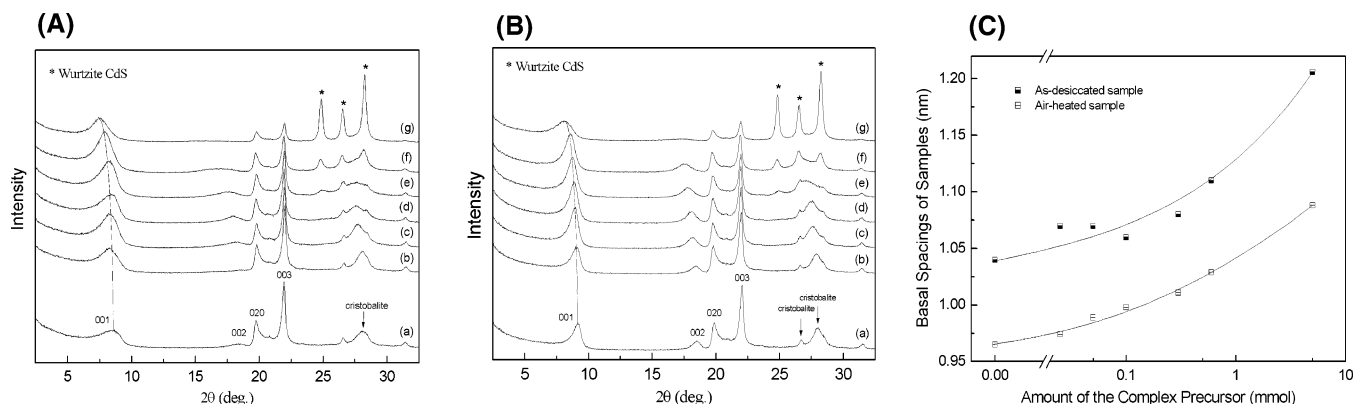 (A)
* Wurtzite CdS
*
*
*
(g)
(f)
(e)
(d)
(c)
(b)
(a)
001
002
020
003
cristobalite
Intensity
5
10
15
20
25
30
2θ (deg.)
(B)
* Wurtzite CdS
*
*
*
(g)
(f)
(e)
(d)
(c)
(b)
(a)
001
002
020
003
cristobalite
cristobalite
Intensity
5
10
15
20
25
30
2θ (deg.)
(C)
As-desiccated sample
Air-heated sample
Basal Spacings of Samples (nm)
1.20
1.15
1.10
1.05
1.00
0.95
0.00
0.1
1
10
Amount of the Complex Precursor (mmol)